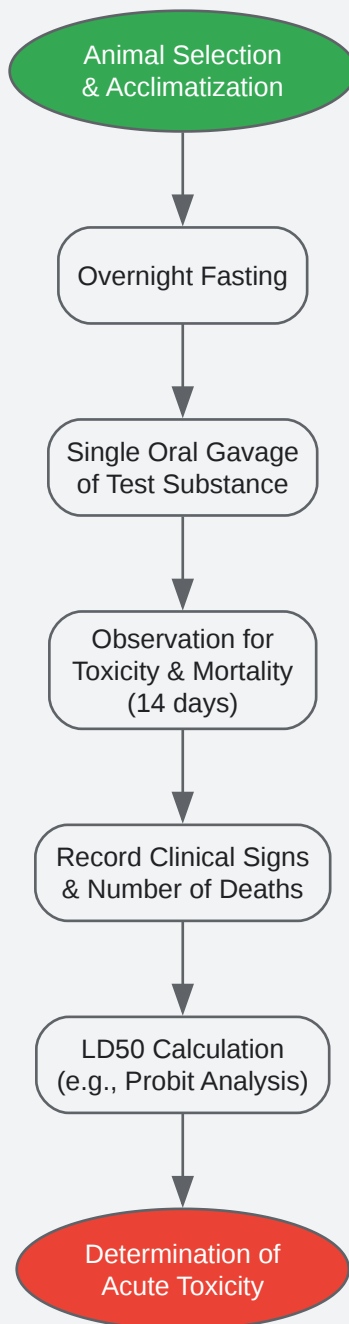 Animal Selection
& Acclimatization
Overnight Fasting
Single Oral Gavage
of Test Substance
Observation for
Toxicity & Mortality
(14 days)
Record Clinical Signs
& Number of Deaths
LD50 Calculation
(e.g., Probit Analysis)
Determination of
Acute Toxicity